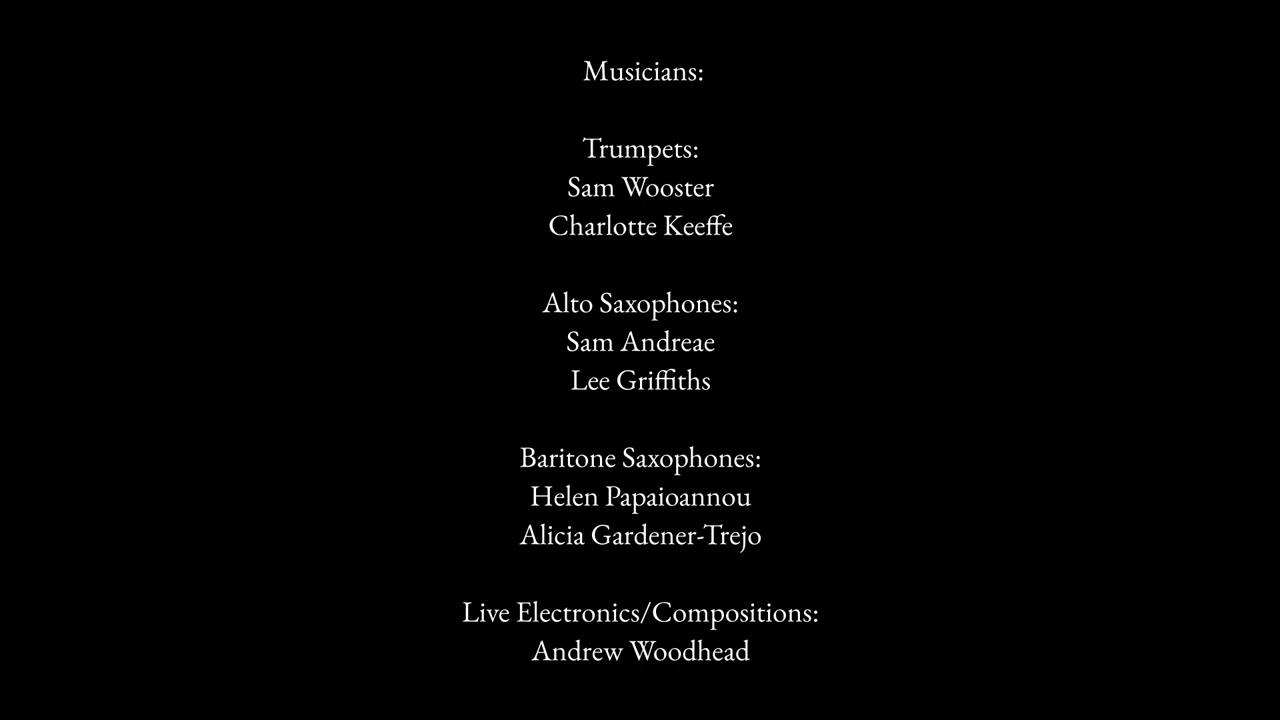 Musicians:
Trumpets:
Sam Wooster
Charlotte Keeffe
Alto Saxophones:
Sam Andreae
Lee Griffiths
Baritone Saxophones:
Helen Papaioannou
Alicia Gardener-Trejo
Live Electronics/Compositions:
Andrew Woodhead